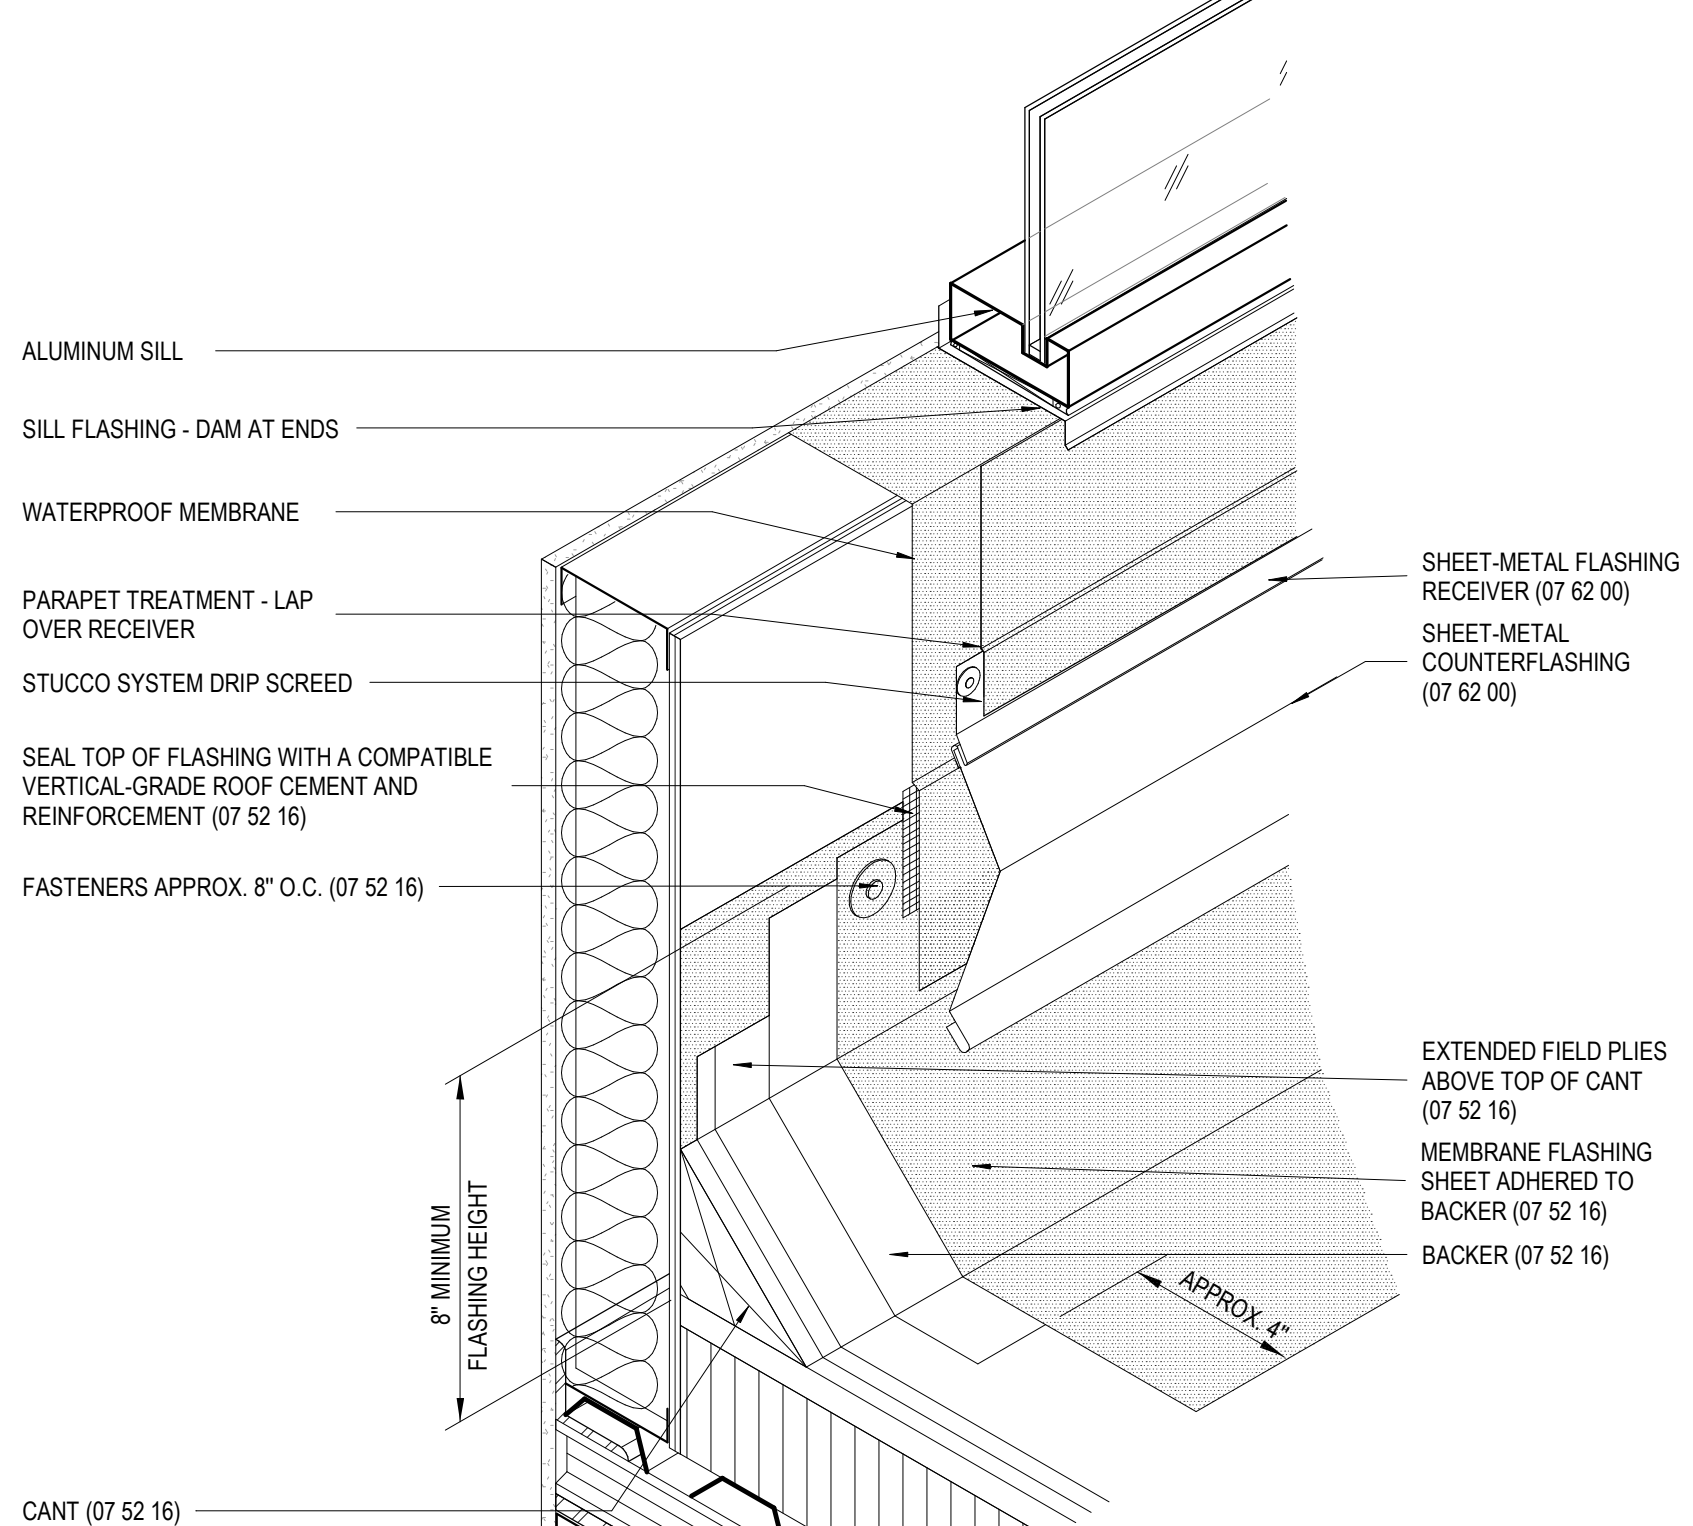 ALUMINUM SILL
SILL FLASHING - DAM AT ENDS
WATERPROOF MEMBRANE
PARAPET TREATMENT - LAP
OVER RECEIVER
STUCCO SYSTEM DRIP SCREED
SEAL TOP OF FLASHING WITH A COMPATIBLE
VERTICAL-GRADE ROOF CEMENT AND
REINFORCEMENT (07 52 16)
FASTENERS APPROX. 8" O.C. (07 52 16)
8" MINIMUM
FLASHING HEIGHT
CANT (07 52 16)
SHEET-METAL FLASHING
RECEIVER (07 62 00)
SHEET-METAL
COUNTERFLASHING
(07 62 00)
EXTENDED FIELD PLIES
ABOVE TOP OF CANT
(07 52 16)
MEMBRANE FLASHING
SHEET ADHERED TO
BACKER (07 52 16)
BACKER (07 52 16)
APPROX. 4"